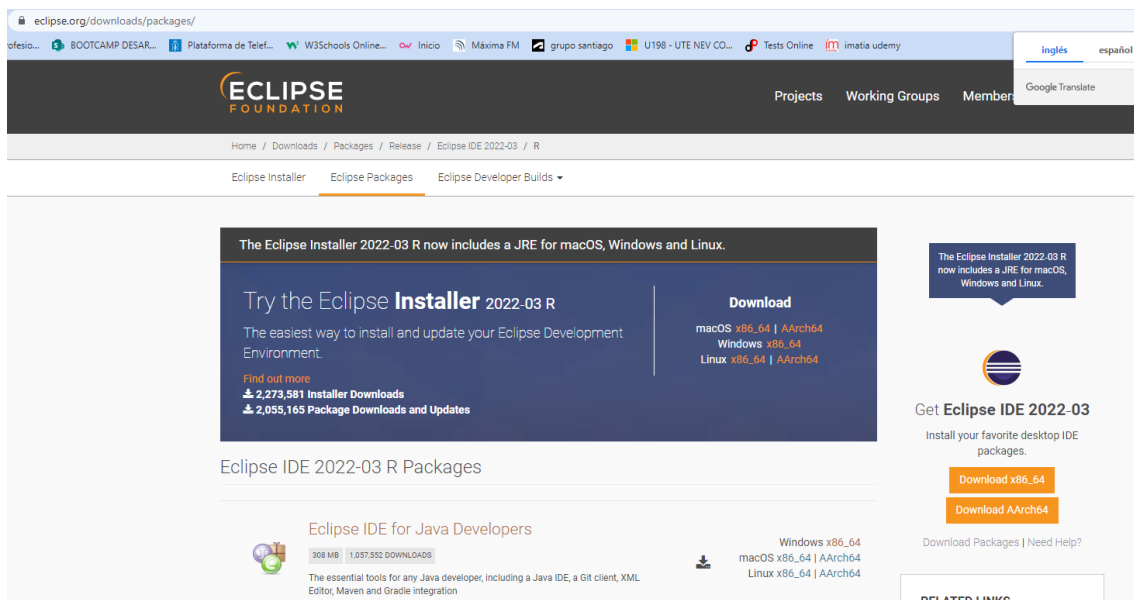 eclipse.org/downloads/packages/
ofesio... BOOTCAMP DESAR... Plataforma de Telef... W3Schools Online... Inicio Máxima FM grupo santiago U198 - UTE NEV CO... Tests Online imatia udemy
inglés español
Google Translate
ECLIPSE
FOUNDATION
Projects Working Groups Members
Home / Downloads / Packages / Release / Eclipse IDE 2022-03 / R
Eclipse Installer Eclipse Packages Eclipse Developer Builds
The Eclipse Installer 2022-03 R now includes a JRE for macOS, Windows and Linux.
Try the Eclipse Installer 2022-03 R
The easiest way to install and update your Eclipse Development
Environment.
Find out more
2,273,581 Installer Downloads
2,055,165 Package Downloads and Updates
Download
macOS x86_64 | AArch64
Windows x86_64
Linux x86_64 | AArch64
The Eclipse Installer 2022-03 R
now includes a JRE for macOS,
Windows and Linux.
Get Eclipse IDE 2022-03
Install your favorite desktop IDE
packages.
Download x86_64
Download AArch64
Download Packages | Need Help?
Eclipse IDE 2022-03 R Packages
Eclipse IDE for Java Developers
308 MB 1,057,552 DOWNLOADS
The essential tools for any Java developer, including a Java IDE, a Git client, XML
Editor, Maven and Gradle integration
Windows x86_64
macOS x86_64 | AArch64
Linux x86_64 | AArch64
RELATED LINKS